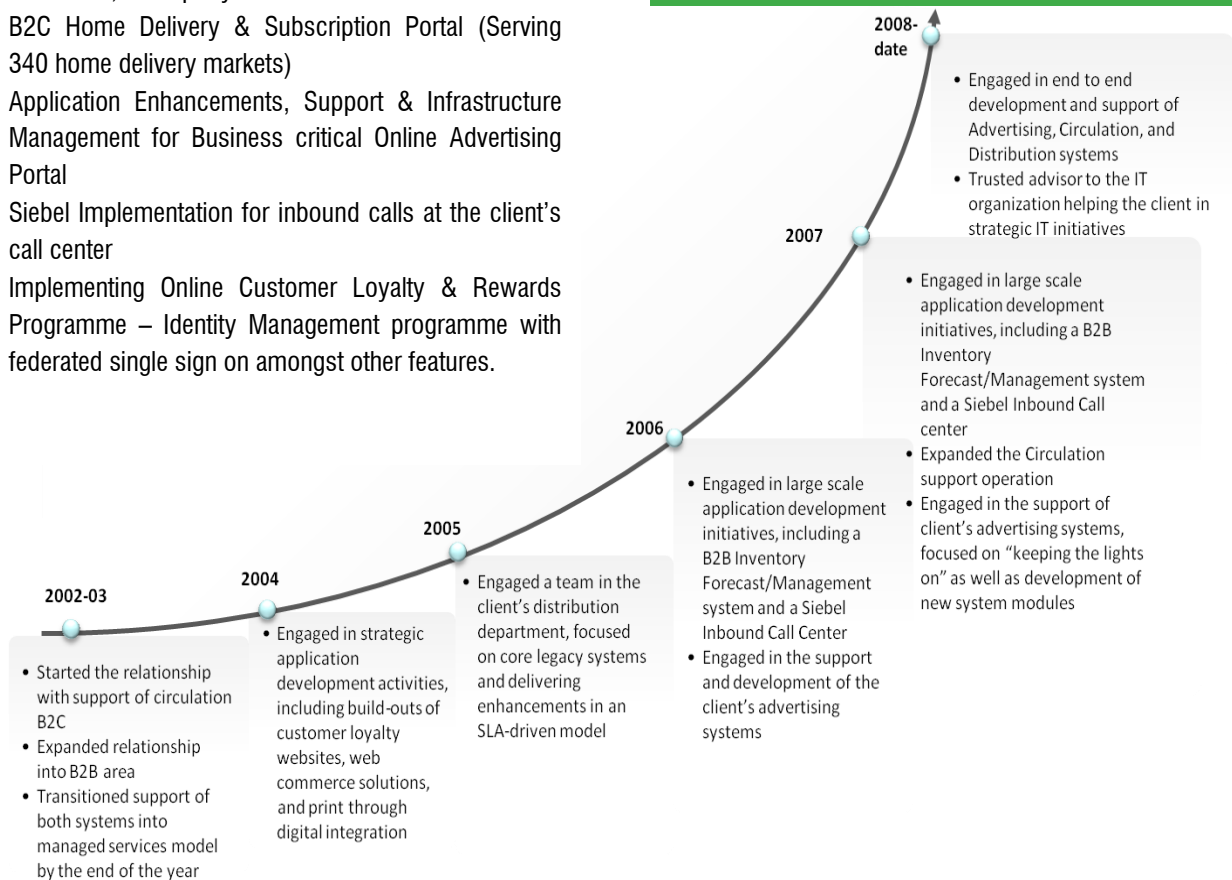 B2C Home Delivery & Subscription Portal (Serving
340 home delivery markets)
Application Enhancements, Support & Infrastructure
Management for Business critical Online Advertising
Portal
Siebel Implementation for inbound calls at the client's
call center
Implementing Online Customer Loyalty & Rewards
Programme – Identity Management programme with
federated single sign on amongst other features.
2002-03
• Started the relationship
with support of circulation
B2C
• Expanded relationship
into B2B area
• Transitioned support of
both systems into
managed services model
by the end of the year
2004
• Engaged in strategic
application
development activities,
including build-outs of
customer loyalty
websites, web
commerce solutions,
and print through
digital integration
2005
• Engaged a team in the
client's distribution
department, focused
on core legacy systems
and delivering
enhancements in an
SLA-driven model
2006
• Engaged in large scale
application development
initiatives, including a
B2B Inventory
Forecast/Management
system and a Siebel
Inbound Call Center
• Engaged in the support
and development of the
client's advertising
systems
2007
• Engaged in large scale
application development
initiatives, including a B2B
Inventory
Forecast/Management system
and a Siebel Inbound Call
center
• Expanded the Circulation
support operation
• Engaged in the support of
client's advertising systems,
focused on “keeping the lights
on” as well as development of
new system modules
2008-
date
• Engaged in end to end
development and support of
Advertising, Circulation, and
Distribution systems
• Trusted advisor to the IT
organization helping the client in
strategic IT initiatives